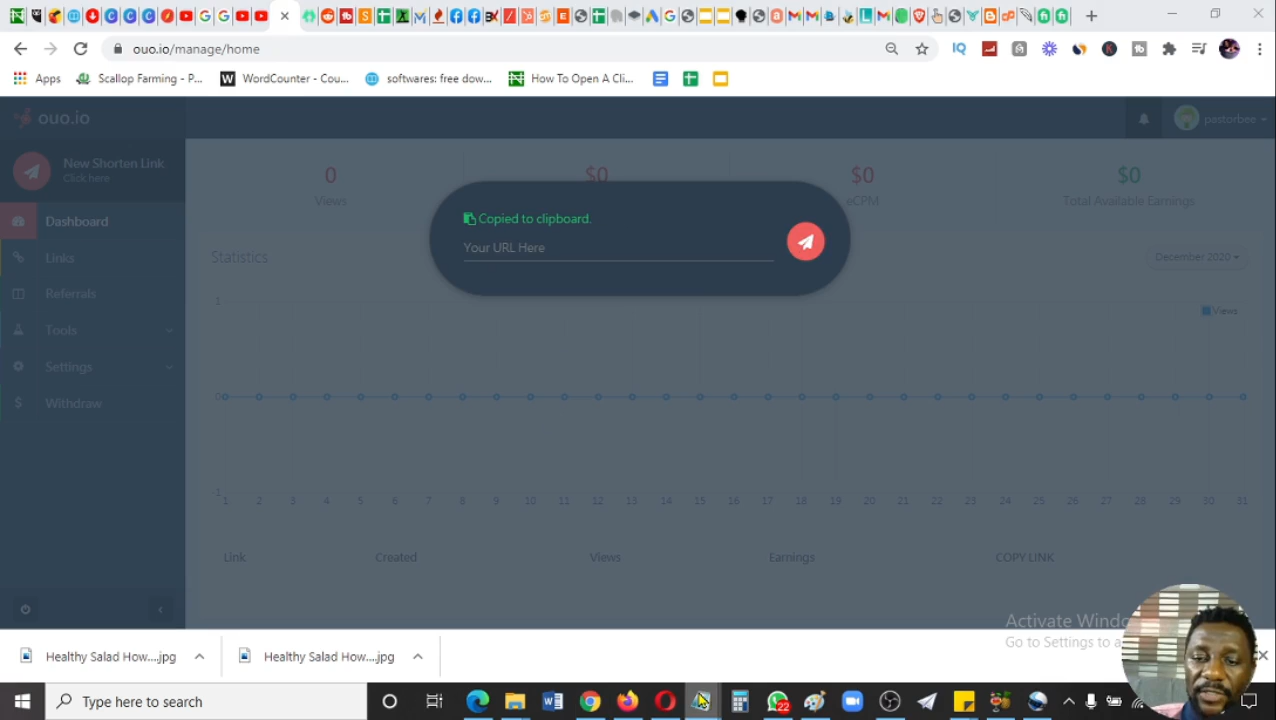 ouo.io/manage/home
Apps
Scallop Farming - P...
WordCounter - Cou...
softwares: free dow...
How To Open A Cli...
ouo.io
pastorbee
New Shorten Link
Click here
Dashboard
Links
Referrals
Tools
Settings
Withdraw
0
Views
$0
$0
eCPM
$0
Total Available Earnings
Copied to clipboard.
Your URL Here
Statistics
December 2020
Views
1
0
-1
1 2 3 4 5 6 7 8 9 10 11 12 13 14 15 16 17 18 19 20 21 22 23 24 25 26 27 28 29 30 31
Link Created Views Earnings COPY LINK
Go to Settings to a
Healthy Salad How....jpg
Healthy Salad How....jpg
Type here to search
22